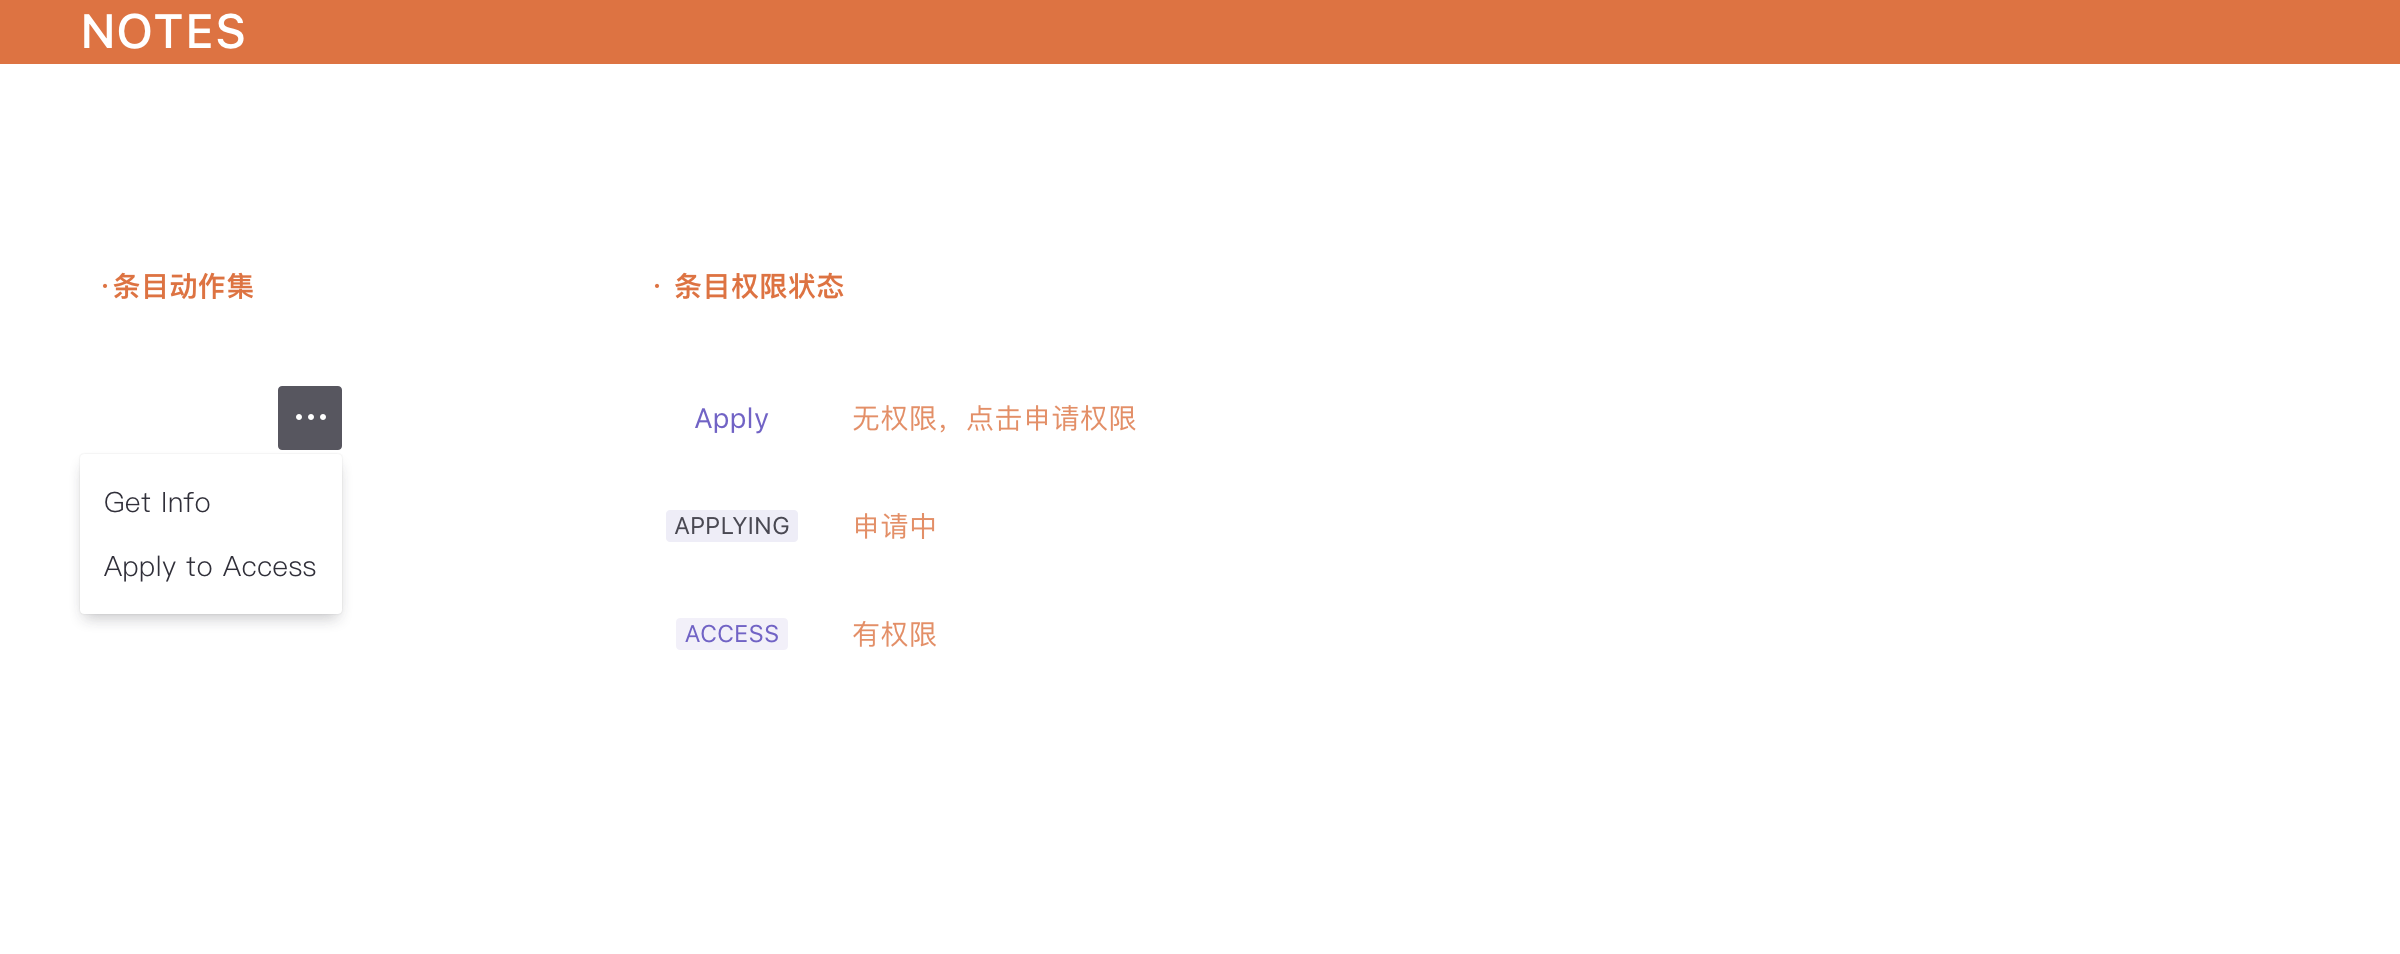 NOTES
·条目动作集
Get Info
Apply to Access
· 条目权限状态
Apply 无权限，点击申请权限
APPLYING 申请中
ACCESS 有权限